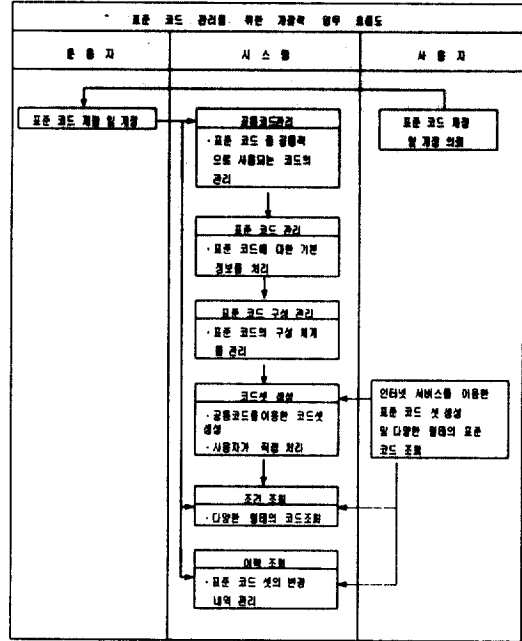 표준 코드 관리를 위한 개괄적 업무 흐름도
운 용 자
시 스 템
사 용 자
표준 코드 제정 및 개정
공통코드관리
· 표준 코드 중 공통적
으로 사용되는 코드의
관리
표준 코드 제정
및 개정 의뢰
표준 코드 관리
· 표준 코드에 대한 기본
정보를 처리
표준 코드 구성 관리
· 표준 코드의 구성 체계
를 관리
코드셋 생성
· 공통코드를이용한 코드셋
생성
· 사용자가 직접 처리
인터넷 서비스를 이용한
표준 코드 셋 생성
및 다양한 형태의 표준
코드 조회
조건 조회
· 다양한 형태의 코드조회
이력 조회
· 표준 코드 셋의 변경
내역 관리